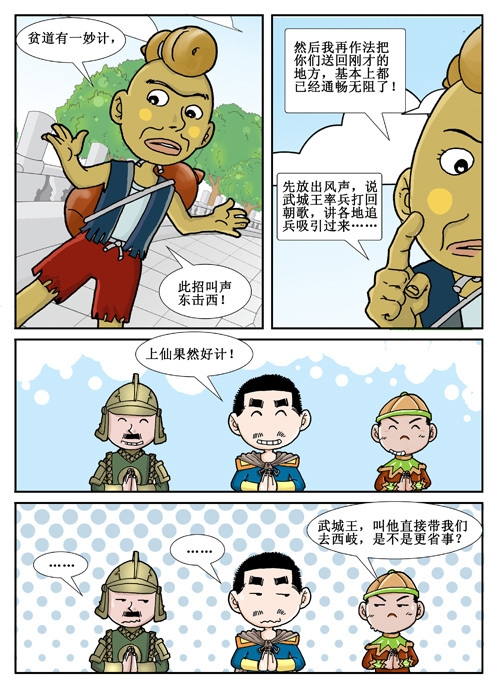 贫道有一妙计，
此招叫声
东击西！
然后我再作法把
你们送回刚才的
地方，基本上都
已经通畅无阻了！
先放出风声，说
武城王率兵打回
朝歌，讲各地追
兵吸引过来……
上仙果然好计！
……
……
武城王，叫他直接带我们
去西岐，是不是更省事？